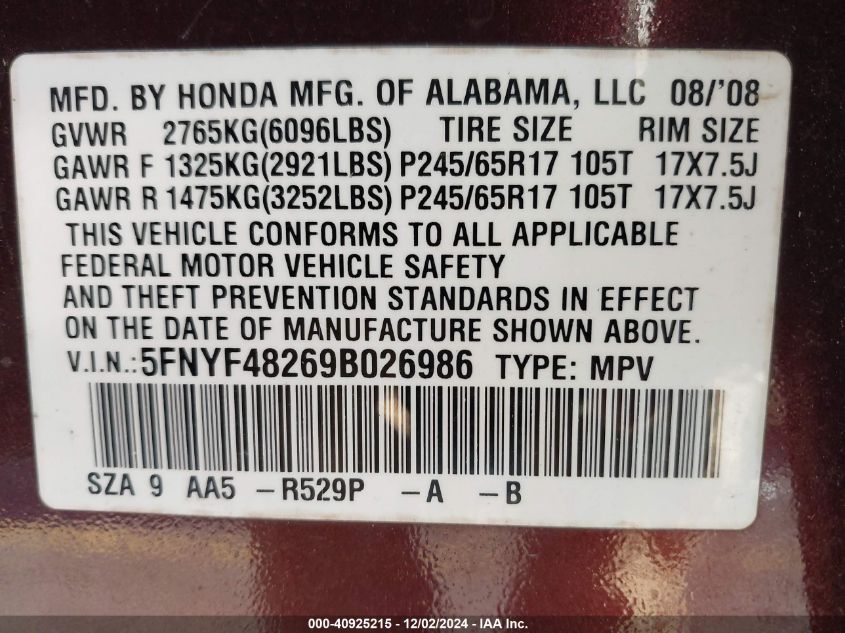 MFD. BY HONDA MFG. OF ALABAMA, LLC 08/'08
GVWR 2765KG(6096LBS) TIRE SIZE RIM SIZE
GAWR F 1325KG(2921LBS) P245/65R17 105T 17X7.5J
GAWR R 1475KG(3252LBS) P245/65R17 105T 17X7.5J
THIS VEHICLE CONFORMS TO ALL APPLICABLE
FEDERAL MOTOR VEHICLE SAFETY
AND THEFT PREVENTION STANDARDS IN EFFECT
ON THE DATE OF MANUFACTURE SHOWN ABOVE.
V.I.N.: 5FNYF48269B026986 TYPE: MPV
SZA 9 AA5 -R529P -A -B
000-40925215 - 12/02/2024 - IAA Inc.